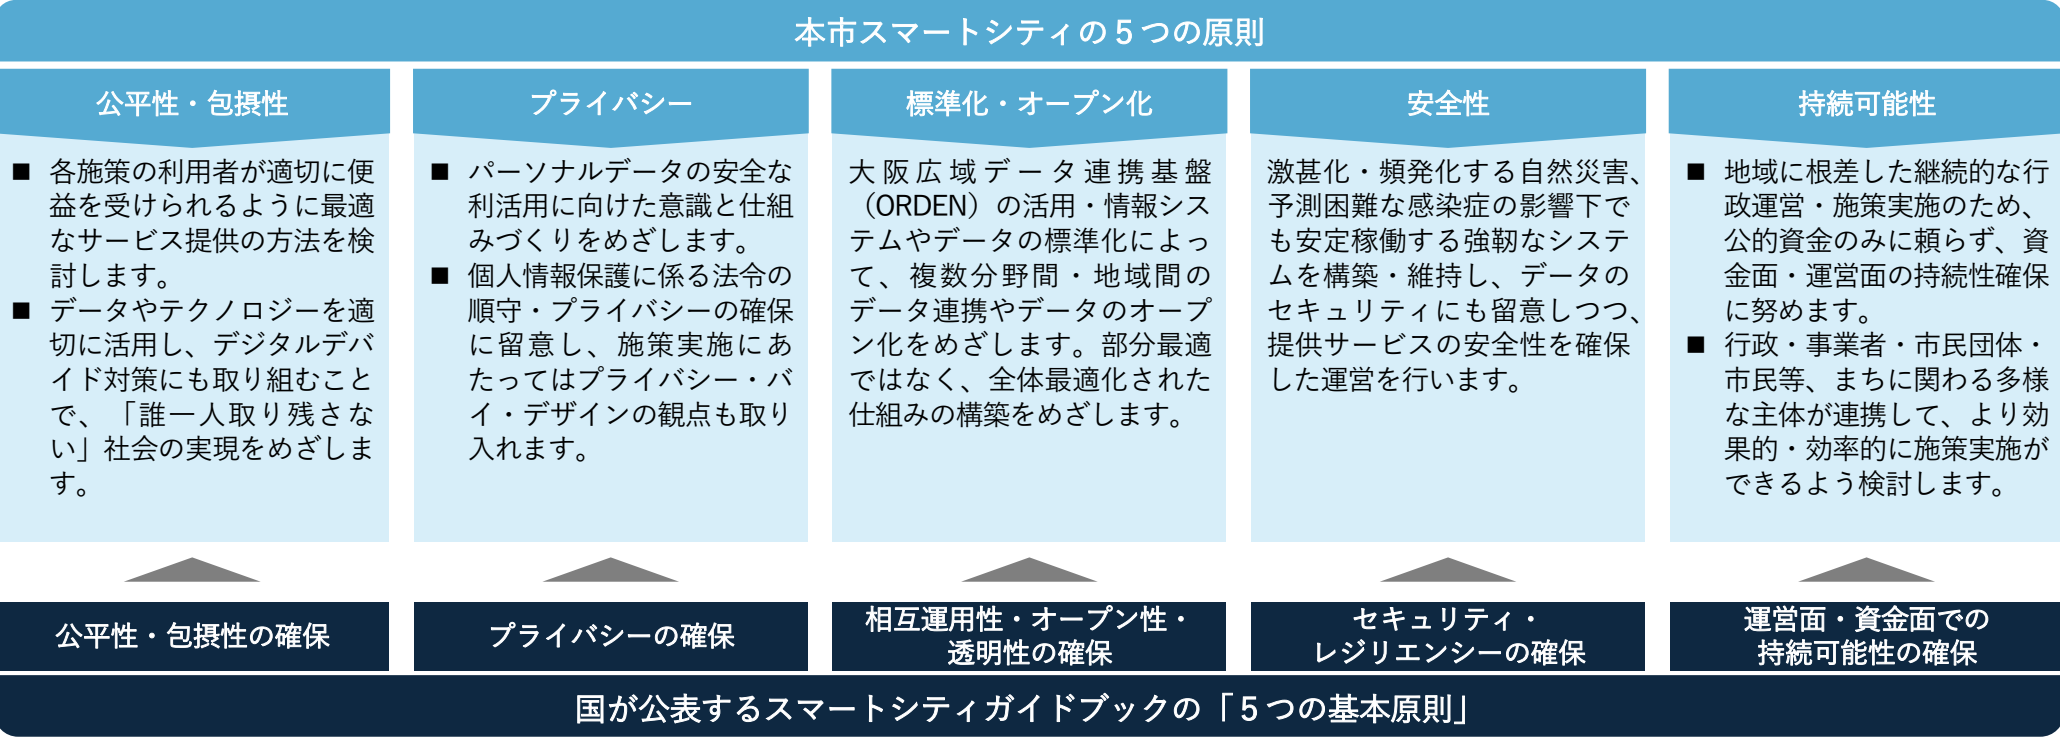 本市スマートシティの５つの原則
公平性・包摂性
■ 各施策の利用者が適切に便
益を受けられるように最適
なサービス提供の方法を検
討します。
■ データやテクノロジーを適
切に活用し、デジタルデバ
イド対策にも取り組むこと
で、「誰一人取り残さな
い」社会の実現をめざしま
す。
公平性・包摂性の確保
プライバシー
■ パーソナルデータの安全な
利活用に向けた意識と仕組
みづくりをめざします。
■ 個人情報保護に係る法令の
順守・プライバシーの確保
に留意し、施策実施にあ
たってはプライバシー・バ
イ・デザインの観点も取り
入れます。
プライバシーの確保
標準化・オープン化
大阪広域データ連携基盤
（ORDEN）の活用・情報シス
テムやデータの標準化によっ
て、複数分野間・地域間の
データ連携やデータのオープ
ン化をめざします。部分最適
ではなく、全体最適化された
仕組みの構築をめざします。
相互運用性・オープン性・
透明性の確保
安全性
激甚化・頻発化する自然災害、
予測困難な感染症の影響下で
も安定稼働する強靭なシステ
ムを構築・維持し、データの
セキュリティにも留意しつつ、
提供サービスの安全性を確保
した運営を行います。
セキュリティ・
レジリエンシーの確保
持続可能性
■ 地域に根差した継続的な行
政運営・施策実施のため、
公的資金のみに頼らず、資
金面・運営面の持続性確保
に努めます。
■ 行政・事業者・市民団体・
市民等、まちに関わる多様
な主体が連携して、より効
果的・効率的に施策実施が
できるよう検討します。
運営面・資金面での
持続可能性の確保
国が公表するスマートシティガイドブックの「５つの基本原則」